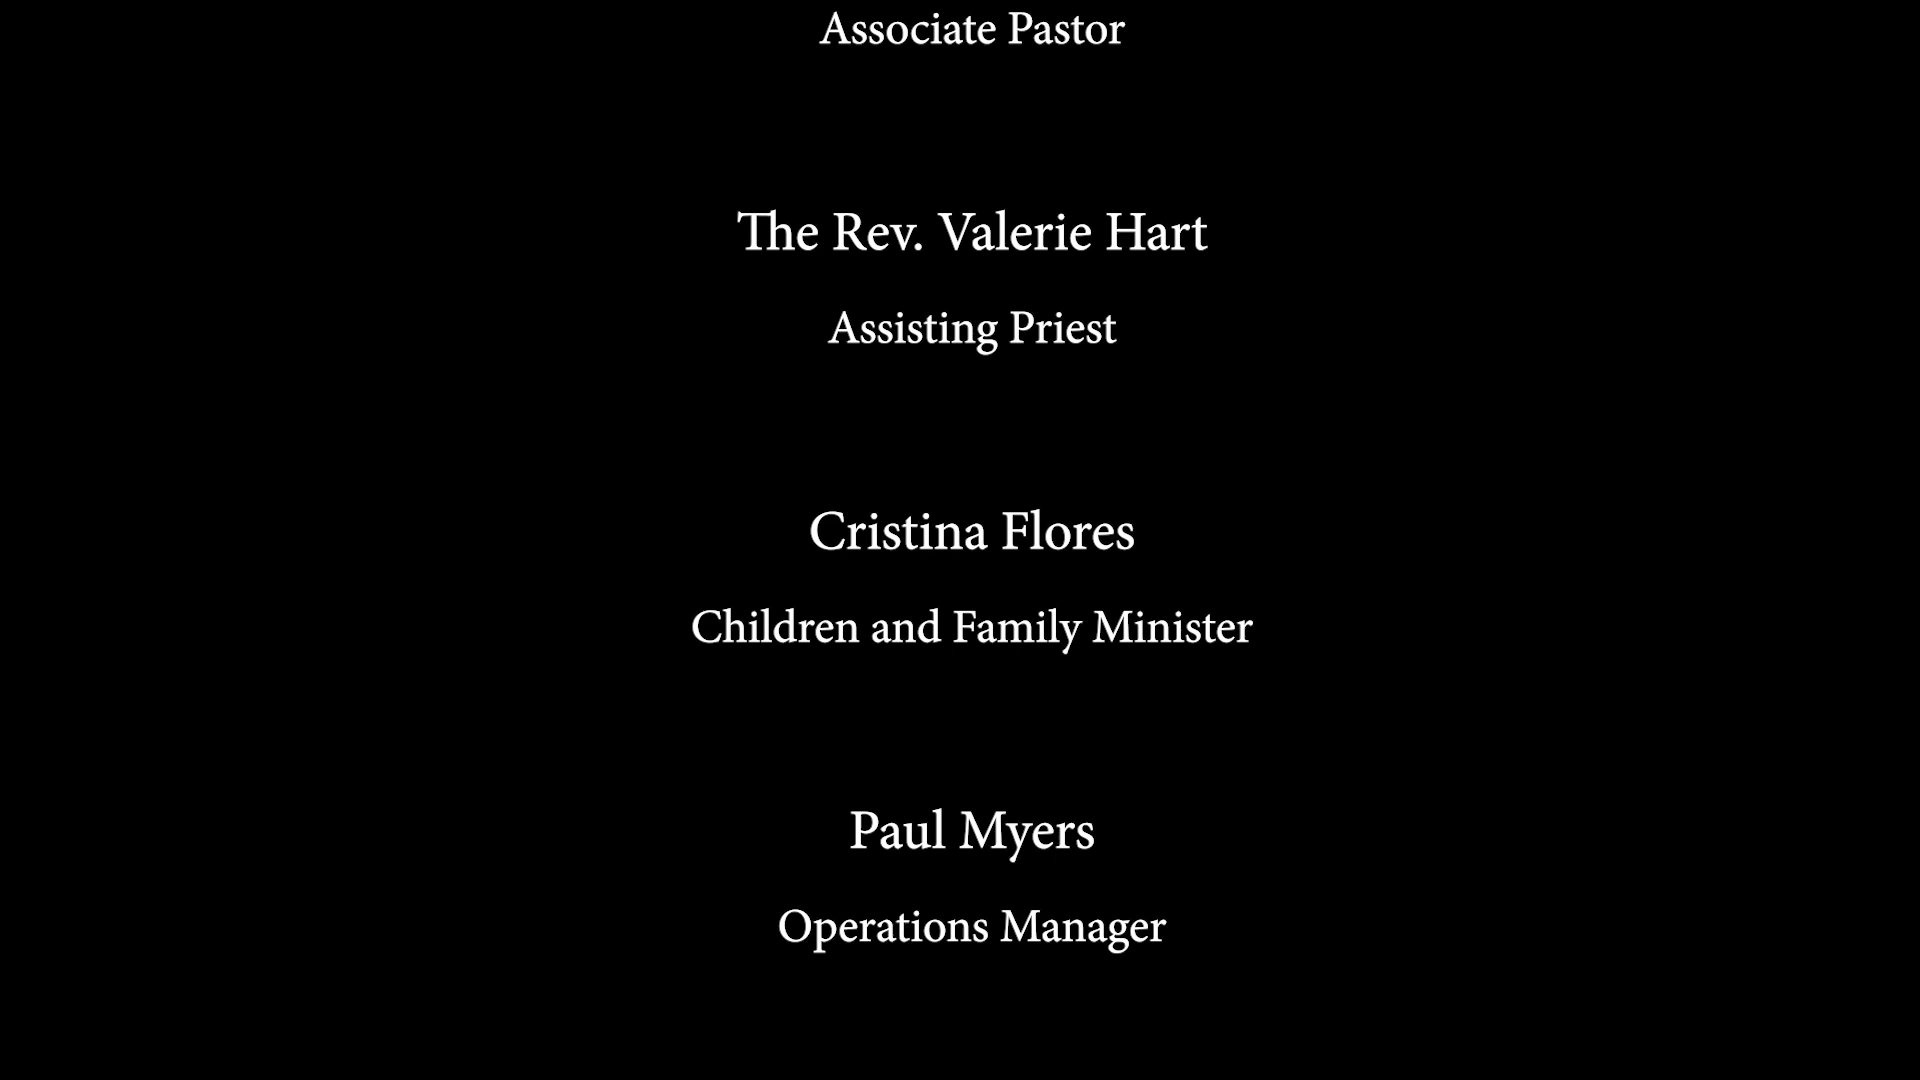 Associate Pastor
The Rev. Valerie Hart
Assisting Priest
Cristina Flores
Children and Family Minister
Paul Myers
Operations Manager